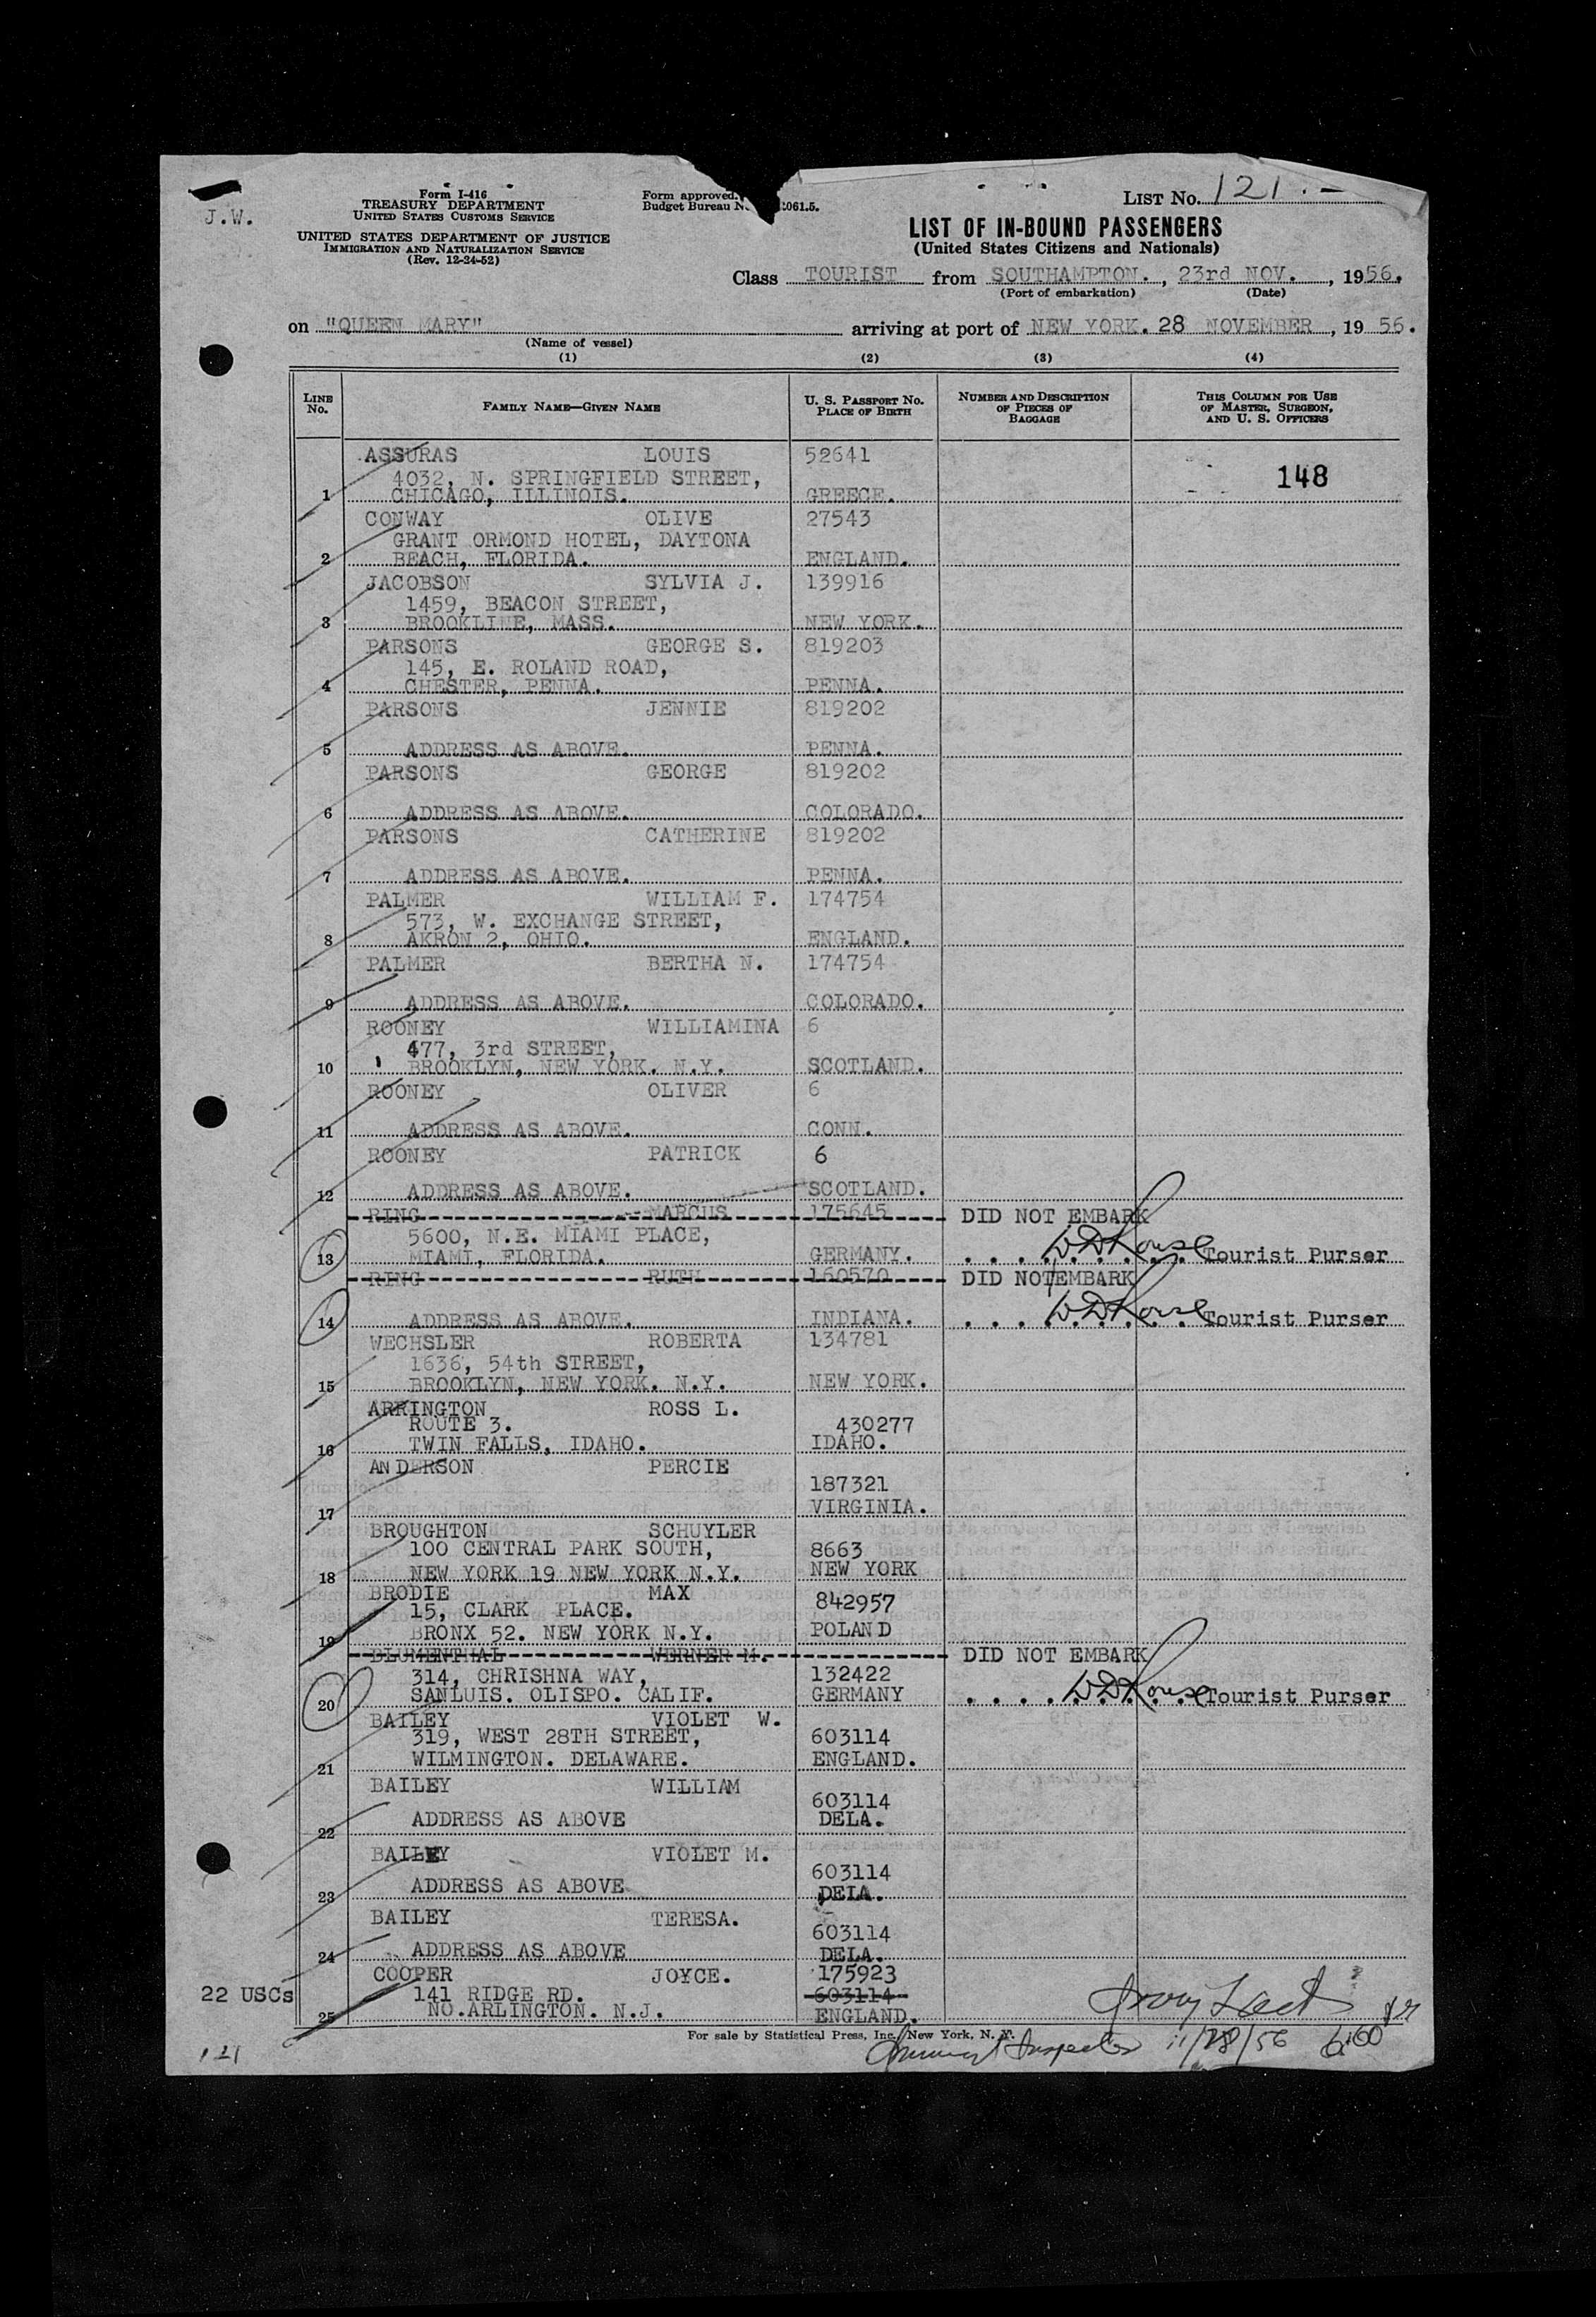 J.W.
Form I-416
TREASURY DEPARTMENT
UNITED STATES CUSTOMS SERVICE
UNITED STATES DEPARTMENT OF JUSTICE
IMMIGRATION AND NATURALIZATION SERVICE
(Rev. 12-24-52)
Form approved.
Budget Bureau N 061.5.
LIST No. 121.-
LIST OF IN-BOUND PASSENGERS
(United States Citizens and Nationals)
Class TOURIST from SOUTHAMPTON., 23rd NOV., 1956.
(Port of embarkation) (Date)
on "QUEEN MARY" arriving at port of NEW YORK. 28 NOVEMBER, 1956.
(Name of vessel)
(1) (2) (3) (4)
LINE No. FAMILY NAME—GIVEN NAME U. S. PASSPORT NO. PLACE OF BIRTH NUMBER AND DESCRIPTION OF PIECES OF BAGGAGE THIS COLUMN FOR USE OF MASTER, SURGEON, AND U. S. OFFICERS
ASSURAS LOUIS 52641
4032, N. SPRINGFIELD STREET, 148
1 CHICAGO, ILLINOIS. GREECE.
CONWAY OLIVE 27543
GRANT ORMOND HOTEL, DAYTONA
2 BEACH, FLORIDA. ENGLAND.
JACOBSON SYLVIA J. 139916
1459, BEACON STREET,
3 BROOKLINE, MASS. NEW YORK.
PARSONS GEORGE S. 819203
145, E. ROLAND ROAD,
4 CHESTER, PENNA. PENNA.
PARSONS JENNIE 819202
5 ADDRESS AS ABOVE. PENNA.
PARSONS GEORGE 819202
6 ADDRESS AS ABOVE. COLORADO.
PARSONS CATHERINE 819202
7 ADDRESS AS ABOVE. PENNA.
PALMER WILLIAM F. 174754
573, W. EXCHANGE STREET,
8 AKRON 2, OHIO. ENGLAND.
PALMER BERTHA N. 174754
9 ADDRESS AS ABOVE. COLORADO.
ROONEY WILLIAMINA 6
477, 3rd STREET,
10 BROOKLYN, NEW YORK. N.Y. SCOTLAND.
ROONEY OLIVER 6
11 ADDRESS AS ABOVE. CONN.
ROONEY PATRICK 6
12 ADDRESS AS ABOVE. SCOTLAND.
RING MARCUS 175645 DID NOT EMBARK
5600, N.E. MIAMI PLACE,
13 MIAMI, FLORIDA. GERMANY. Tourist Purser
RING RUTH 160570 DID NOT EMBARK
14 ADDRESS AS ABOVE. INDIANA. Tourist Purser
WECHSLER ROBERTA 134781
1636, 54th STREET,
15 BROOKLYN, NEW YORK. N.Y. NEW YORK.
ARRINGTON ROSS L.
ROUTE 3. 430277
16 TWIN FALLS, IDAHO. IDAHO.
ANDERSON PERCIE
187321
17 VIRGINIA.
BROUGHTON SCHUYLER
100 CENTRAL PARK SOUTH, 8663
18 NEW YORK 19 NEW YORK N.Y. NEW YORK
BRODIE MAX
15, CLARK PLACE. 842957
19 BRONX 52. NEW YORK N.Y. POLAND
BLUMENTHAL WERNER M. DID NOT EMBARK
314, CHRISHNA WAY, 132422
20 SANLUIS. OLISPO. CALIF. GERMANY Tourist Purser
BAILEY VIOLET W.
319, WEST 28TH STREET, 603114
21 WILMINGTON. DELAWARE. ENGLAND.
BAILEY WILLIAM
603114
22 ADDRESS AS ABOVE DELA.
BAILEY VIOLET M.
603114
23 ADDRESS AS ABOVE DELA.
BAILEY TERESA.
603114
24 ADDRESS AS ABOVE DELA.
COOPER JOYCE. 175923
22 USCs 141 RIDGE RD. 603114
25 NO.ARLINGTON. N.J. ENGLAND.
For sale by Statistical Press, Inc., New York, N. Y.
121 Immigrant Inspector 11/28/56